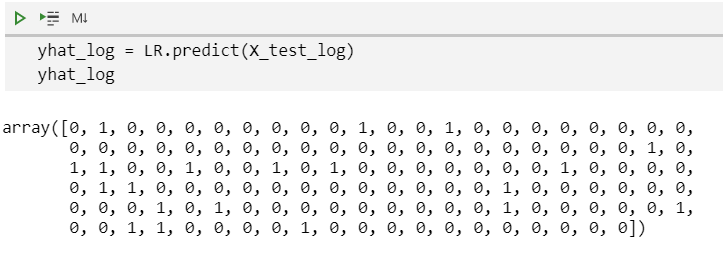 M↓
yhat_log = LR.predict(X_test_log)
yhat_log
array([0, 1, 0, 0, 0, 0, 0, 0, 0, 0, 1, 0, 0, 1, 0, 0, 0, 0, 0, 0, 0, 0,
0, 0, 0, 0, 0, 0, 0, 0, 0, 0, 0, 0, 0, 0, 0, 0, 0, 0, 0, 0, 1, 0,
1, 1, 0, 0, 1, 0, 0, 1, 0, 1, 0, 0, 0, 0, 0, 0, 0, 1, 0, 0, 0, 0,
0, 1, 1, 0, 0, 0, 0, 0, 0, 0, 0, 0, 0, 0, 0, 1, 0, 0, 0, 0, 0, 0,
0, 0, 0, 1, 0, 1, 0, 0, 0, 0, 0, 0, 0, 0, 0, 1, 0, 0, 0, 0, 0, 1,
0, 0, 1, 1, 0, 0, 0, 0, 1, 0, 0, 0, 0, 0, 0, 0, 0, 0, 0, 0])